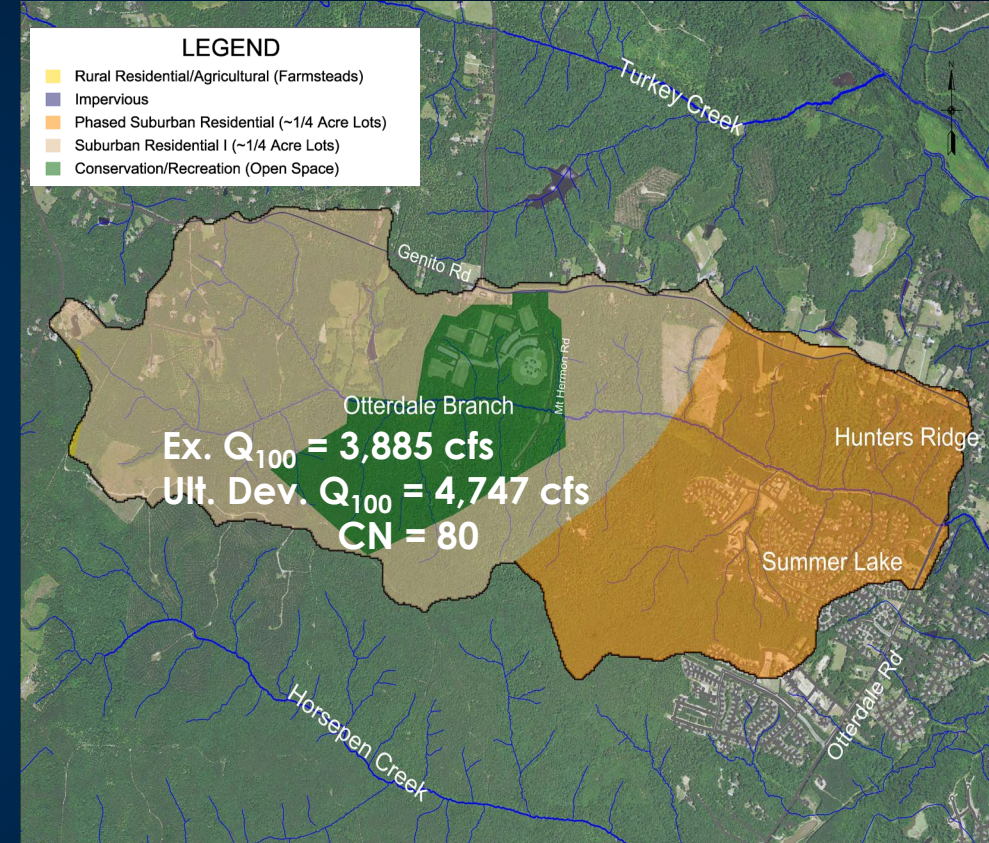 LEGEND
Rural Residential/Agricultural (Farmsteads)
Impervious
Phased Suburban Residential (~1/4 Acre Lots)
Suburban Residential I (~1/4 Acre Lots)
Conservation/Recreation (Open Space)
Turkey Creek
N
Genito Rd
Mt Hermon Rd
Otterdale Branch
Hunters Ridge
Ex. Q100 = 3,885 cfs
Ult. Dev. Q100 = 4,747 cfs
CN = 80
Summer Lake
Otterdale Rd
Horsepen Creek